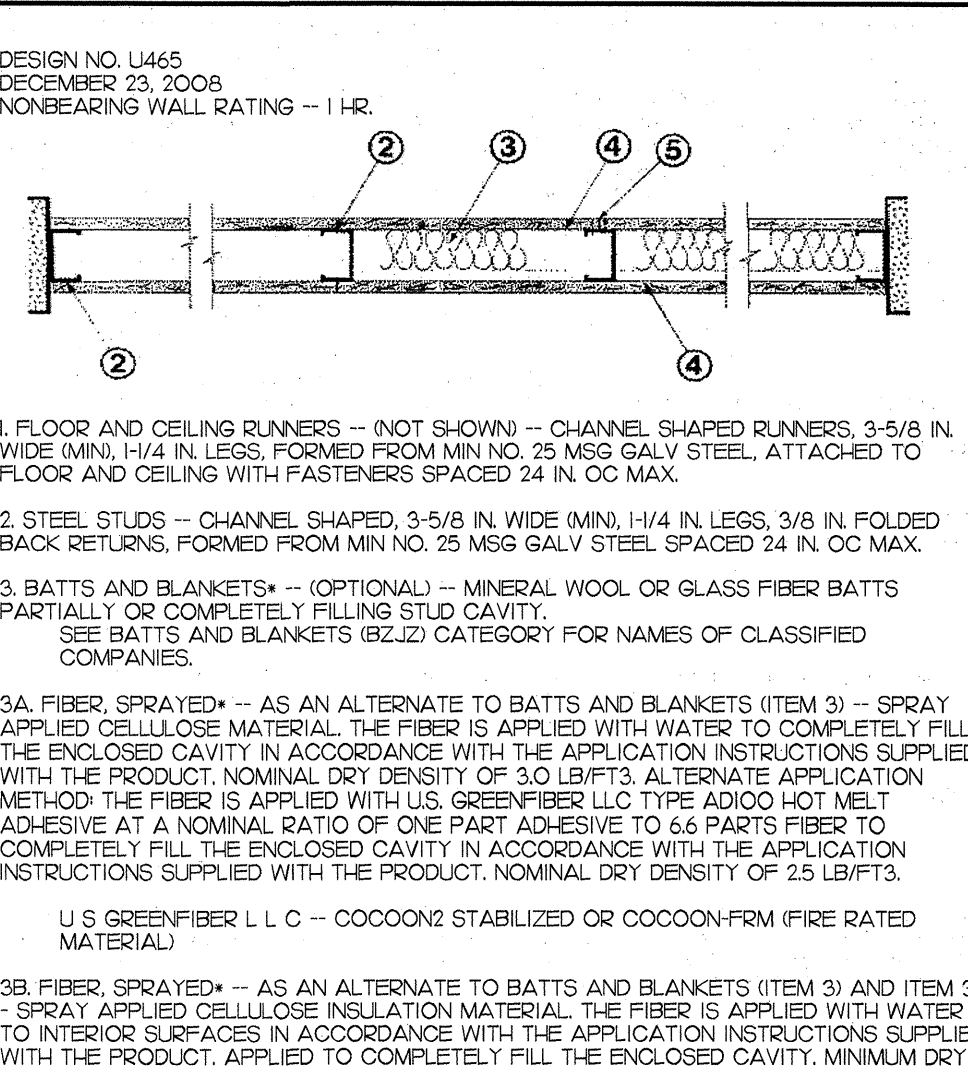 DESIGN NO. U465
DECEMBER 23, 2008
NONBEARING WALL RATING -- 1 HR.
2 3 4 5
2 4
1. FLOOR AND CEILING RUNNERS -- (NOT SHOWN) -- CHANNEL SHAPED RUNNERS, 3-5/8 IN.
WIDE (MIN), 1-1/4 IN. LEGS, FORMED FROM MIN NO. 25 MSG GALV STEEL, ATTACHED TO
FLOOR AND CEILING WITH FASTENERS SPACED 24 IN. OC MAX.
2. STEEL STUDS -- CHANNEL SHAPED, 3-5/8 IN. WIDE (MIN), 1-1/4 IN. LEGS, 3/8 IN. FOLDED
BACK RETURNS, FORMED FROM MIN NO. 25 MSG GALV STEEL SPACED 24 IN. OC MAX.
3. BATTS AND BLANKETS* -- (OPTIONAL) -- MINERAL WOOL OR GLASS FIBER BATTS
PARTIALLY OR COMPLETELY FILLING STUD CAVITY.
SEE BATTS AND BLANKETS (BZJZ) CATEGORY FOR NAMES OF CLASSIFIED
COMPANIES.
3A. FIBER, SPRAYED* -- AS AN ALTERNATE TO BATTS AND BLANKETS (ITEM 3) -- SPRAY
APPLIED CELLULOSE MATERIAL. THE FIBER IS APPLIED WITH WATER TO COMPLETELY FILL
THE ENCLOSED CAVITY IN ACCORDANCE WITH THE APPLICATION INSTRUCTIONS SUPPLIED
WITH THE PRODUCT. NOMINAL DRY DENSITY OF 3.0 LB/FT3. ALTERNATE APPLICATION
METHOD: THE FIBER IS APPLIED WITH U.S. GREENFIBER LLC TYPE AD100 HOT MELT
ADHESIVE AT A NOMINAL RATIO OF ONE PART ADHESIVE TO 6.6 PARTS FIBER TO
COMPLETELY FILL THE ENCLOSED CAVITY IN ACCORDANCE WITH THE APPLICATION
INSTRUCTIONS SUPPLIED WITH THE PRODUCT. NOMINAL DRY DENSITY OF 2.5 LB/FT3.
U S GREENFIBER L L C -- COCOON2 STABILIZED OR COCOON-FRM (FIRE RATED
MATERIAL)
3B. FIBER, SPRAYED* -- AS AN ALTERNATE TO BATTS AND BLANKETS (ITEM 3) AND ITEM 3
- SPRAY APPLIED CELLULOSE INSULATION MATERIAL. THE FIBER IS APPLIED WITH WATER
TO INTERIOR SURFACES IN ACCORDANCE WITH THE APPLICATION INSTRUCTIONS SUPPLIE
WITH THE PRODUCT. APPLIED TO COMPLETELY FILL THE ENCLOSED CAVITY. MINIMUM DRY